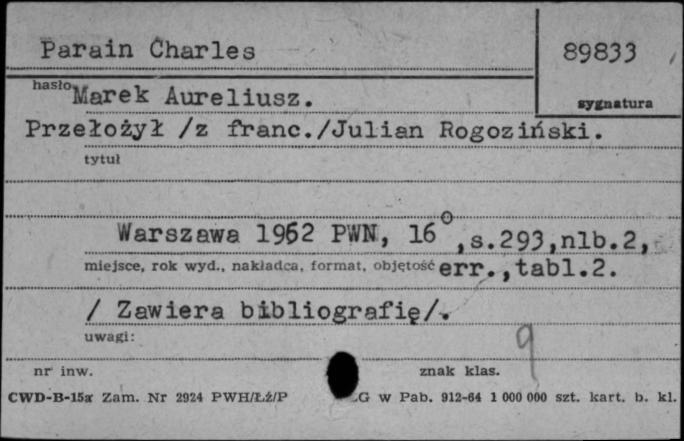 Parain Charles
89833
hasło
Marek Aureliusz.
sygnatura
Przełożył /z franc./Julian Rogoziński.
tytuł
Warszawa 1962 PWN, 16°,s.293,nlb.2,
miejsce, rok wyd., nakładca, format, objętość err.,tabl.2.
/ Zawiera bibliografię/.
uwagi:
9
nr inw.
znak klas.
CWD-B-15a Zam. Nr 2924 PWH/Łź/P
G w Pab. 912-64 1 000 000 szt. kart. b. kl.